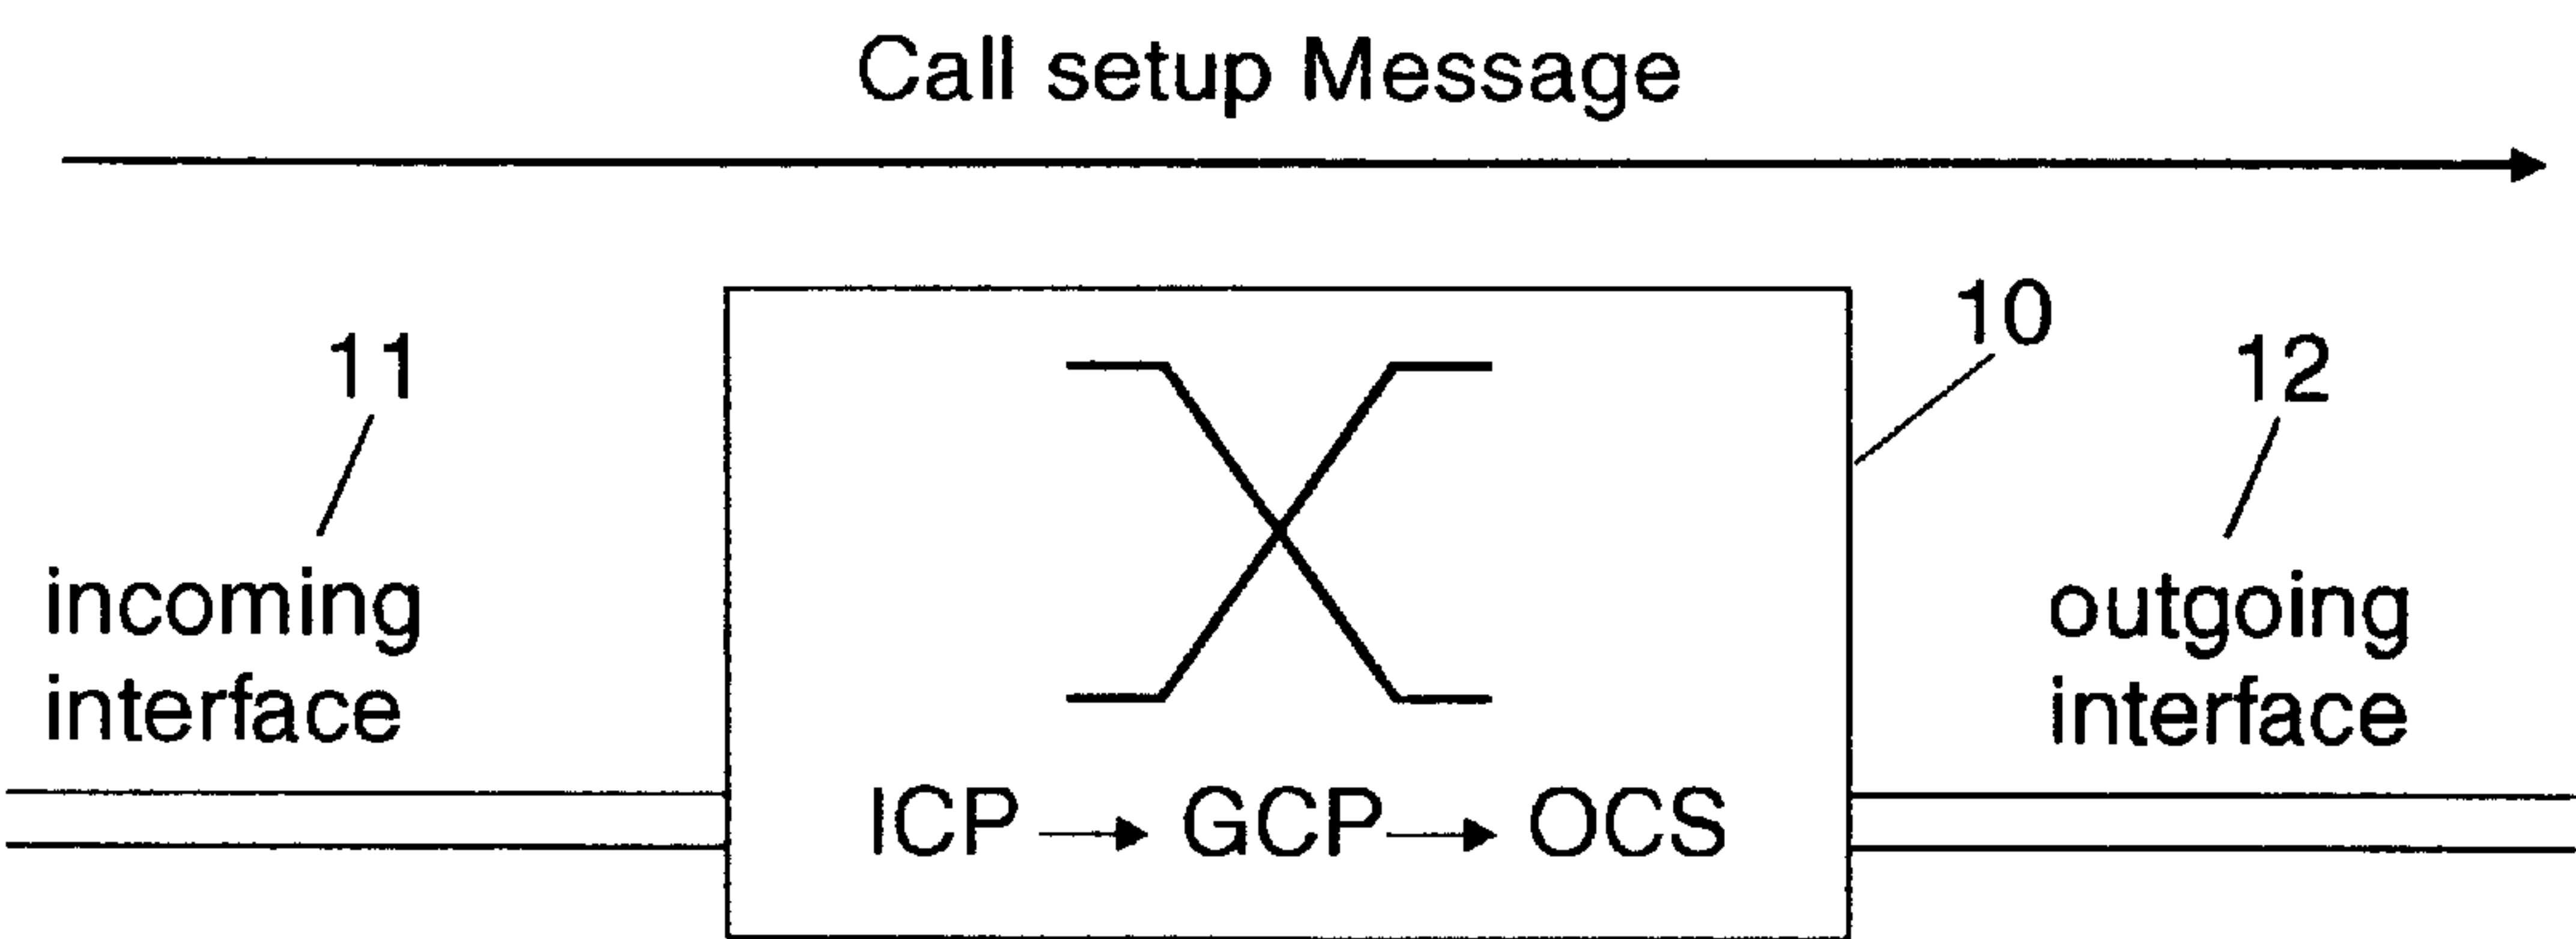 Call setup Message
10
11
12
incoming
interface
outgoing
interface
ICP → GCP → OCS